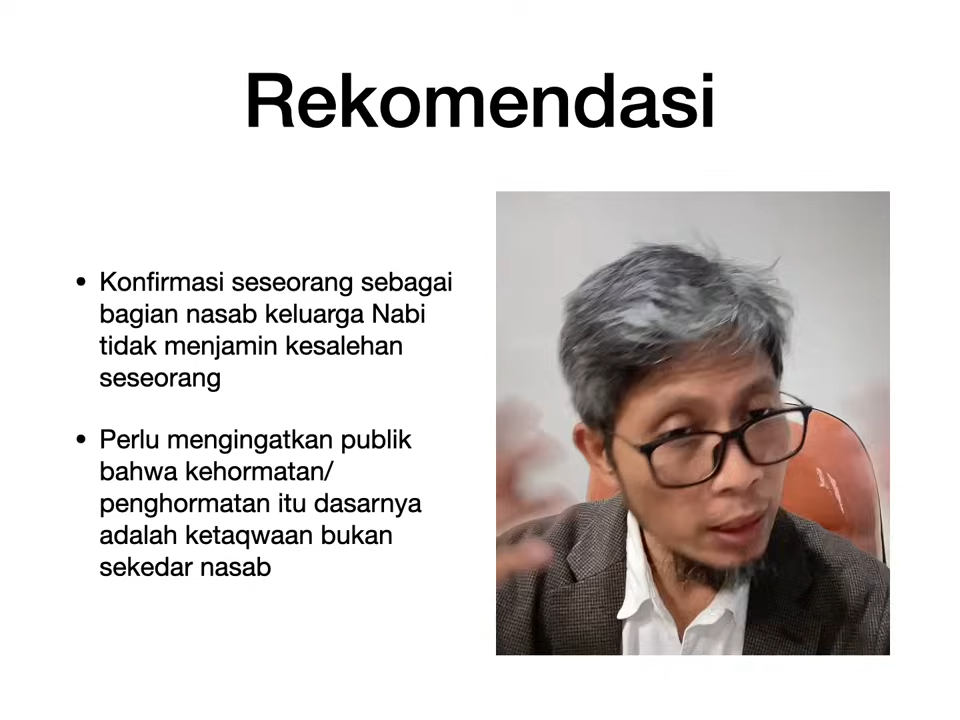 Rekomendasi
• Konfirmasi seseorang sebagai
bagian nasab keluarga Nabi
tidak menjamin kesalehan
seseorang
• Perlu mengingatkan publik
bahwa kehormatan/
penghormatan itu dasarnya
adalah ketaqwaan bukan
sekedar nasab